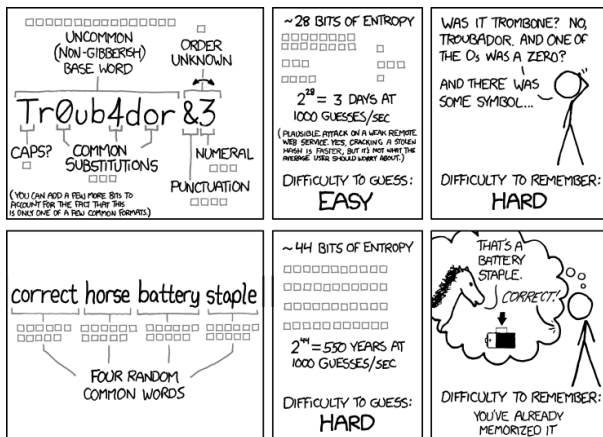 UNCOMMON
(NON-GIBBERISH)
BASE WORD
ORDER
UNKNOWN
Tr0ub4dor &3
CAPS?
COMMON
SUBSTITUTIONS
NUMERAL
PUNCTUATION
(YOU CAN ADD A FEW MORE BITS TO
ACCOUNT FOR THE FACT THAT THIS
IS ONLY ONE OF A FEW COMMON FORMATS.)
~28 BITS OF ENTROPY
2^28 = 3 DAYS AT
1000 GUESSES/SEC
(PLAUSIBLE ATTACK ON A WEAK REMOTE
WEB SERVICE. YES, CRACKING A STOLEN
HASH IS FASTER, BUT IT'S NOT WHAT THE
AVERAGE USER SHOULD WORRY ABOUT.)
DIFFICULTY TO GUESS:
EASY
WAS IT TROMBONE? NO,
TROUBADOR. AND ONE OF
THE Os WAS A ZERO?
AND THERE WAS
SOME SYMBOL...
DIFFICULTY TO REMEMBER:
HARD
correct horse battery staple
FOUR RANDOM
COMMON WORDS
~44 BITS OF ENTROPY
2^44 = 550 YEARS AT
1000 GUESSES/SEC
DIFFICULTY TO GUESS:
HARD
THAT'S A
BATTERY
STAPLE.
CORRECT!
DIFFICULTY TO REMEMBER:
YOU'VE ALREADY
MEMORIZED IT